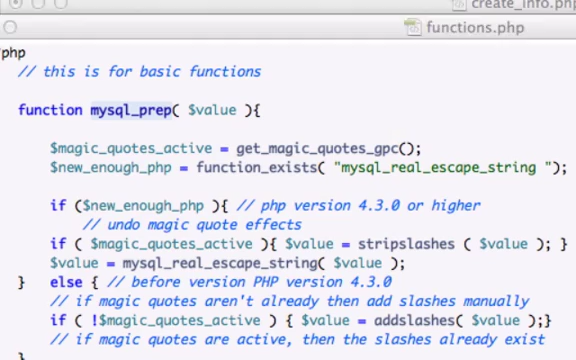 create_info.php
functions.php
php
// this is for basic functions
function mysql_prep( $value ){
$magic_quotes_active = get_magic_quotes_gpc();
$new_enough_php = function_exists( "mysql_real_escape_string ");
if ($new_enough_php ){ // php version 4.3.0 or higher
// undo magic quote effects
if ( $magic_quotes_active ){ $value = stripslashes ( $value ); }
$value = mysql_real_escape_string( $value );
} else { // before version PHP version 4.3.0
// if magic quotes aren't already then add slashes manually
if ( !$magic_quotes_active ) { $value = addslashes( $value );}
// if magic quotes are active, then the slashes already exist
}